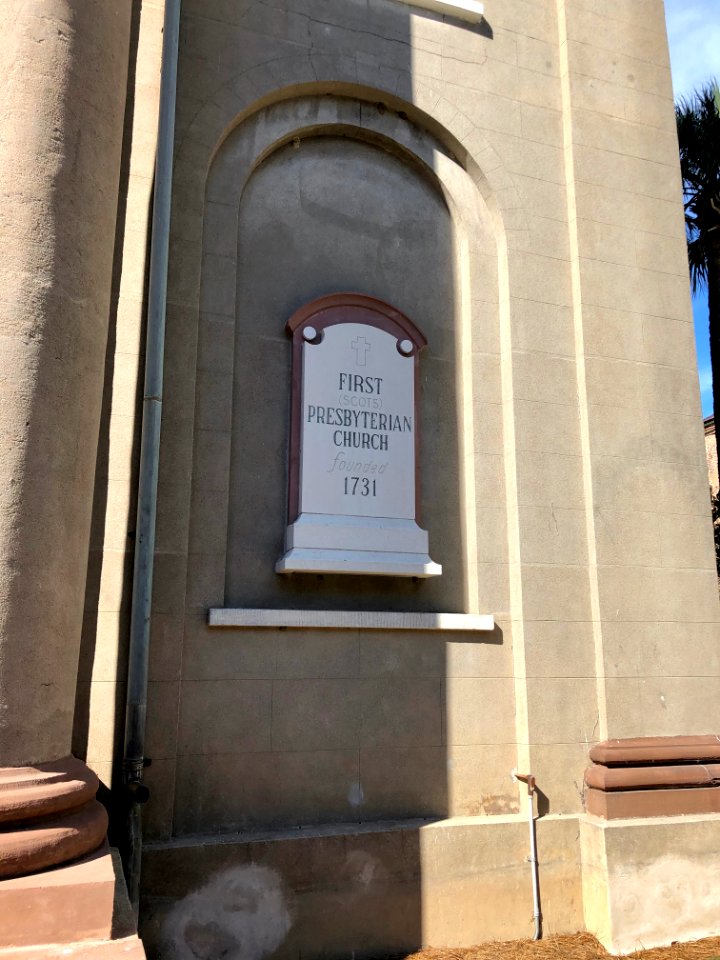 FIRST
(SCOTS)
PRESBYTERIAN
CHURCH
founded
1731